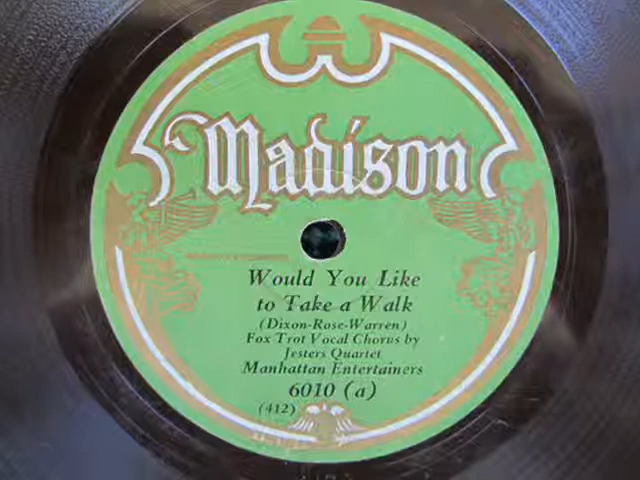 Madison
Would You Like
to Take a Walk
(Dixon-Rose-Warren)
Fox Trot Vocal Chorus by
Jesters Quartet
Manhattan Entertainers
6010 (a)
(412)